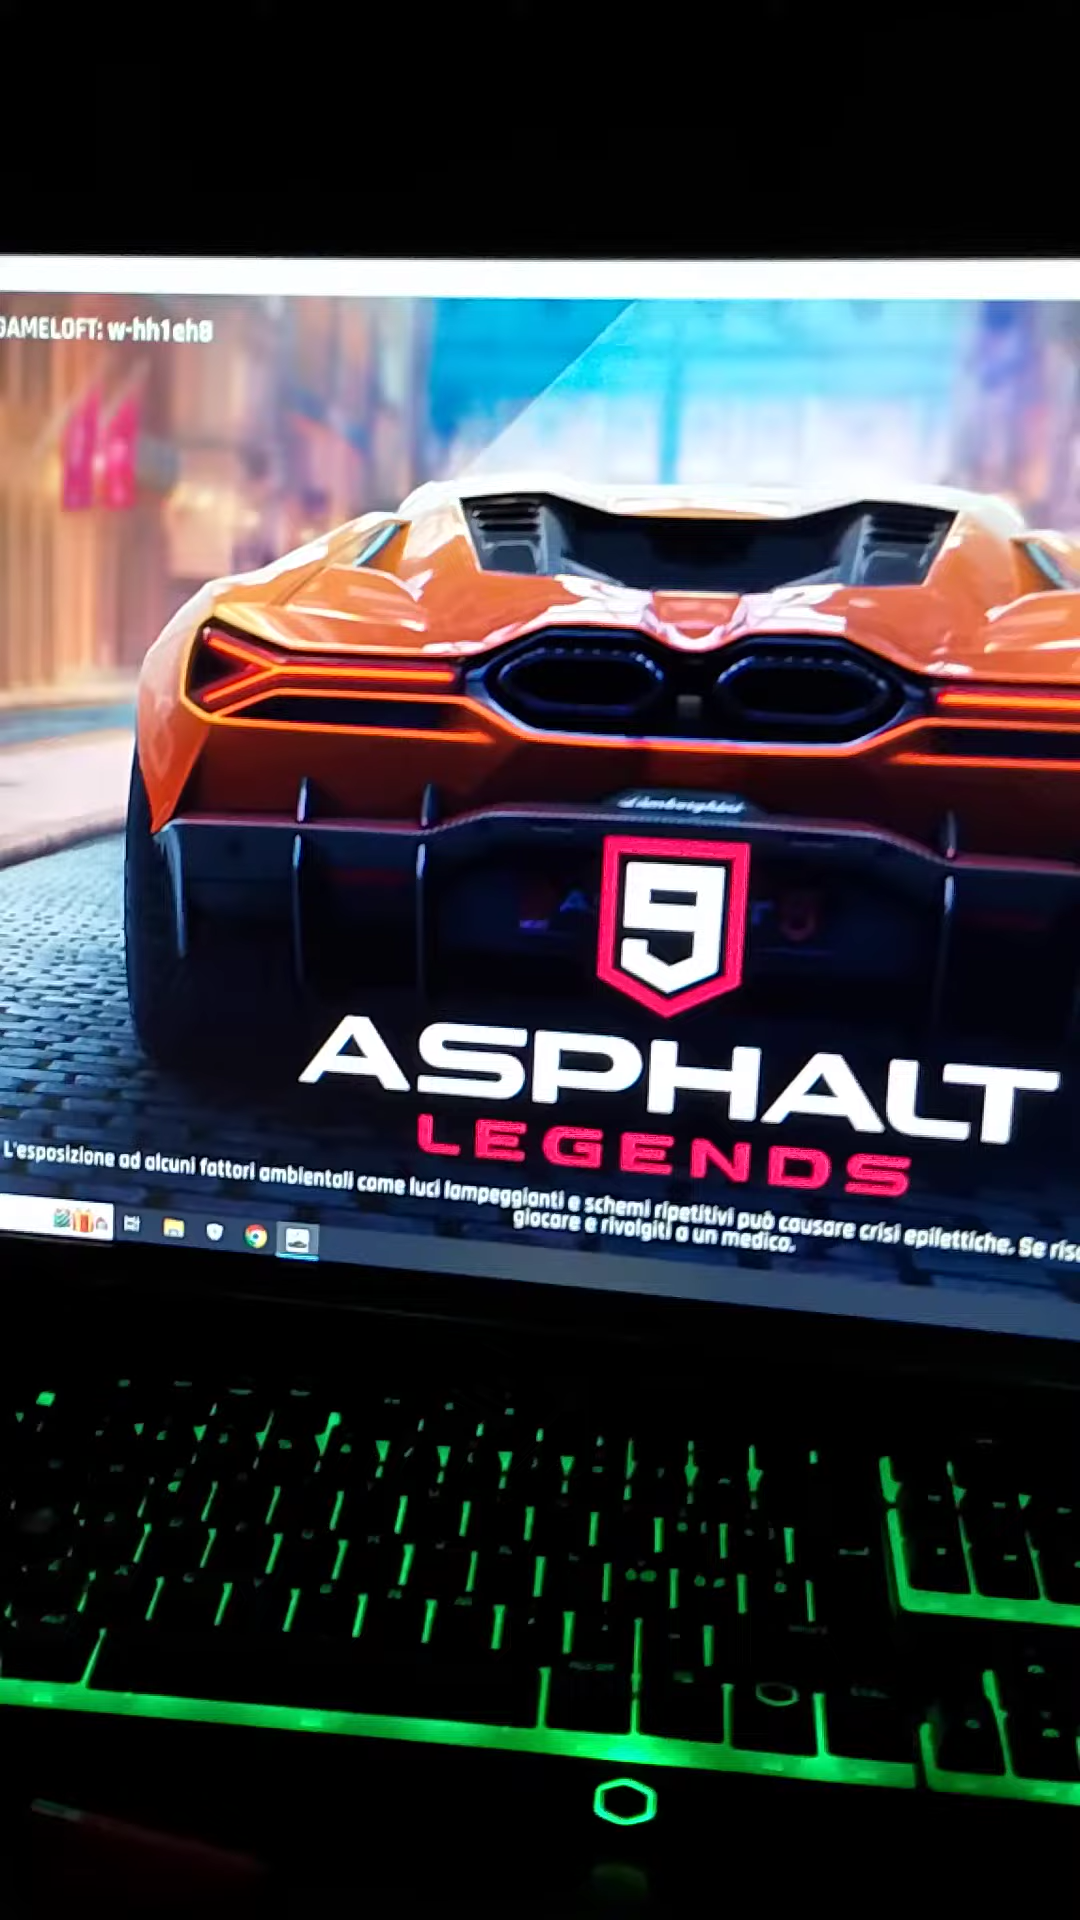 GAMELOFT: w-hh1eh8
Lamborghini
9
ASPHALT
LEGENDS
L'esposizione ad alcuni fattori ambientali come luci lampeggianti e schemi ripetitivi può causare crisi epilettiche. Se
giocare e rivolgiti a un medico.